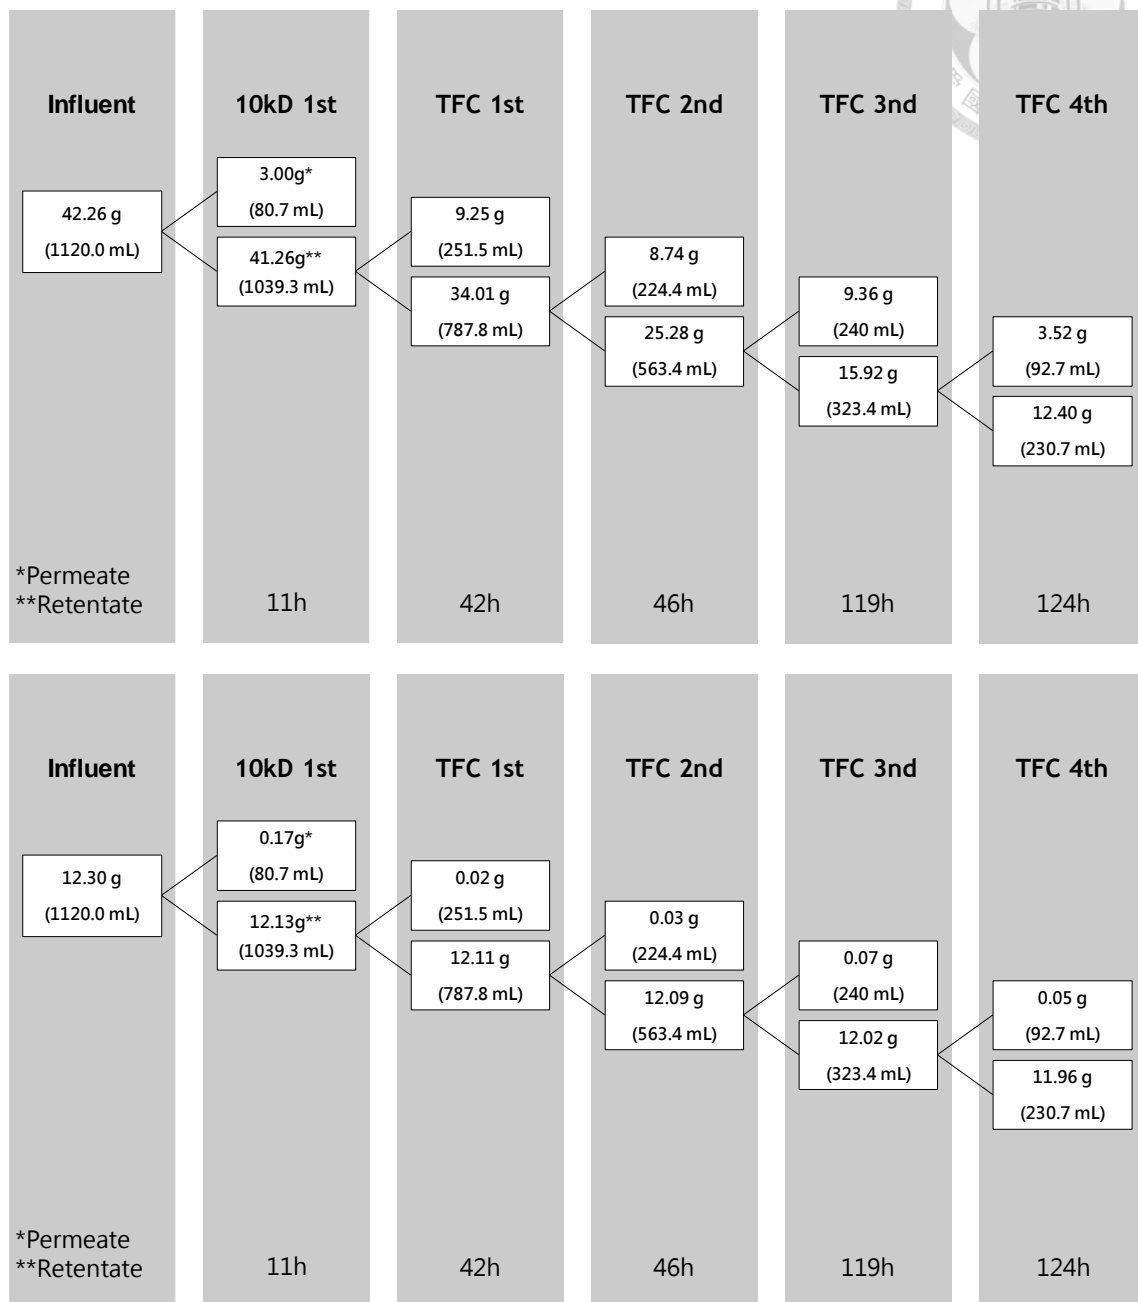 Influent
10kD 1st
TFC 1st
TFC 2nd
TFC 3nd
TFC 4th
42.26 g
(1120.0 mL)
3.00g*
(80.7 mL)
41.26g**
(1039.3 mL)
9.25 g
(251.5 mL)
34.01 g
(787.8 mL)
8.74 g
(224.4 mL)
25.28 g
(563.4 mL)
9.36 g
(240 mL)
15.92 g
(323.4 mL)
3.52 g
(92.7 mL)
12.40 g
(230.7 mL)
*Permeate
**Retentate
11h
42h
46h
119h
124h
Influent
10kD 1st
TFC 1st
TFC 2nd
TFC 3nd
TFC 4th
12.30 g
(1120.0 mL)
0.17g*
(80.7 mL)
12.13g**
(1039.3 mL)
0.02 g
(251.5 mL)
12.11 g
(787.8 mL)
0.03 g
(224.4 mL)
12.09 g
(563.4 mL)
0.07 g
(240 mL)
12.02 g
(323.4 mL)
0.05 g
(92.7 mL)
11.96 g
(230.7 mL)
*Permeate
**Retentate
11h
42h
46h
119h
124h